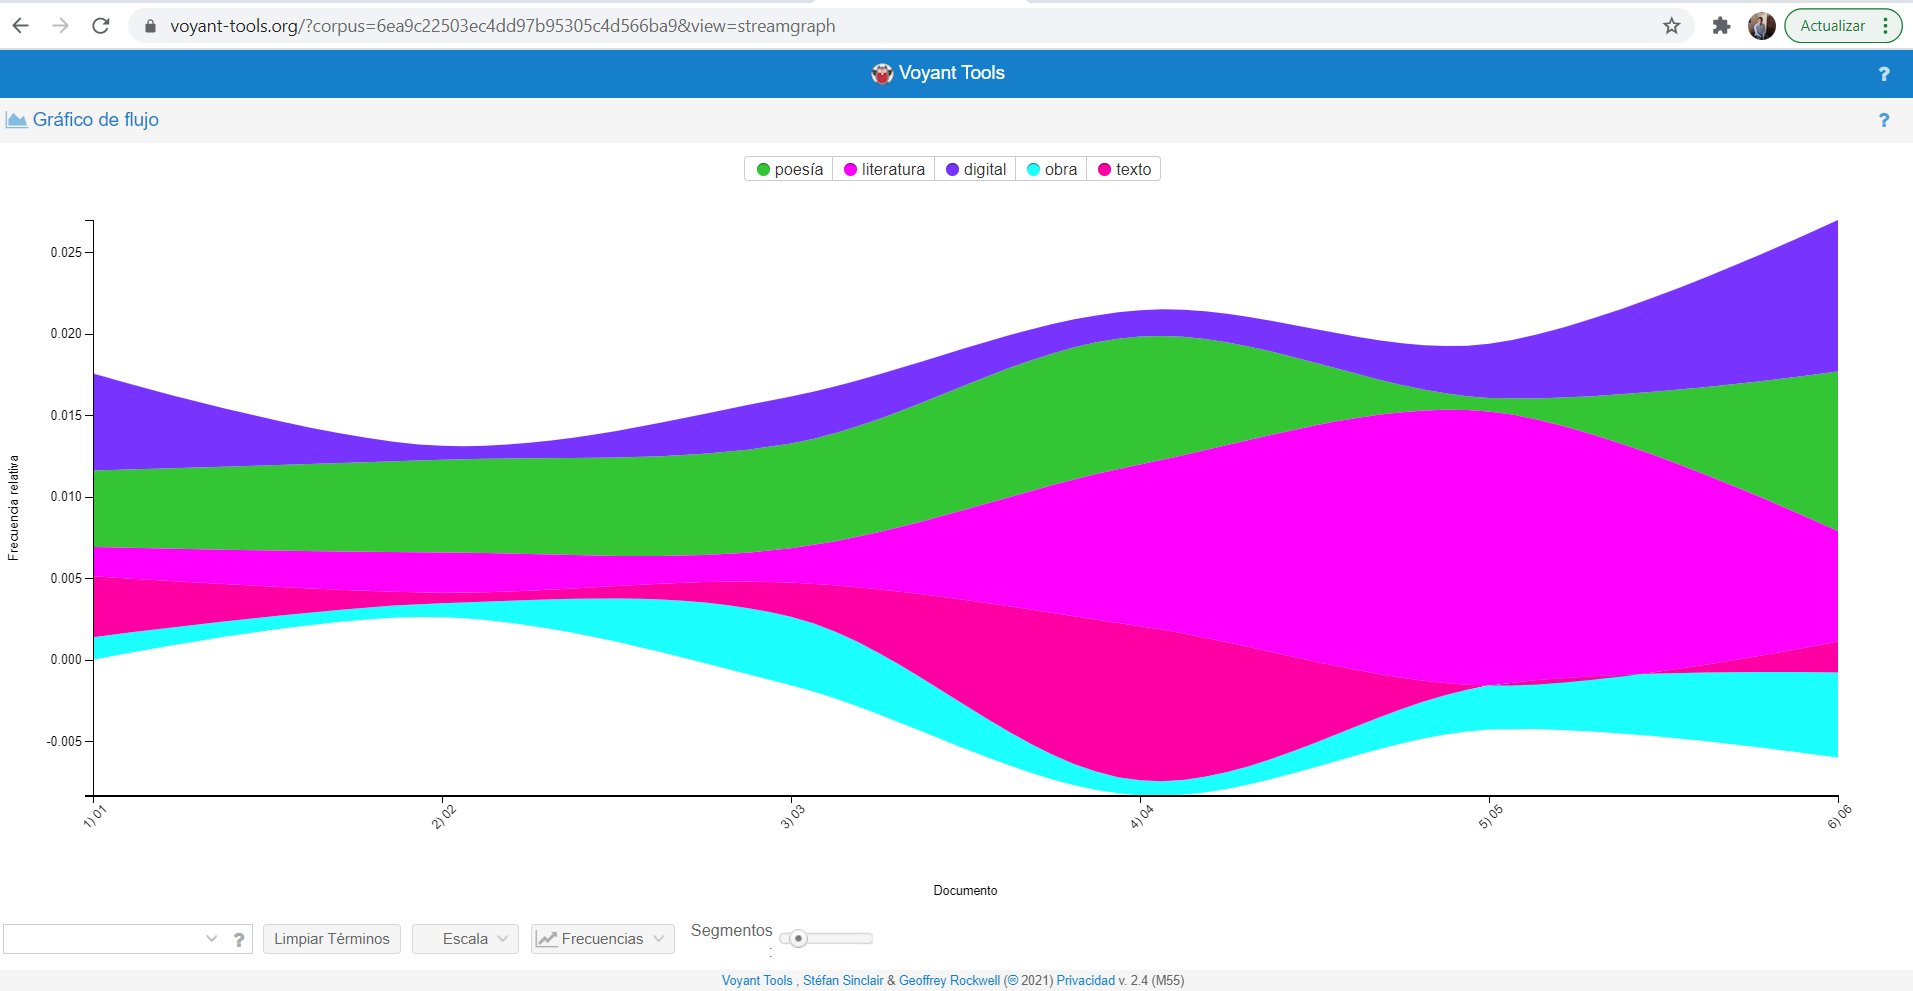 voyant-tools.org/?corpus=6ea9c22503ec4dd97b95305c4d566ba9&view=streamgraph
Actualizar
Voyant Tools
?
Gráfico de flujo
?
poesía literatura digital obra texto
0.025
0.020
0.015
0.010
0.005
0.000
-0.005
Frecuencia relativa
1) 01 2) 02 3) 03 4) 04 5) 05 6) 06
Documento
? Limpiar Términos Escala Frecuencias Segmentos
:
Voyant Tools , Stéfan Sinclair & Geoffrey Rockwell (🅭 2021) Privacidad v. 2.4 (M55)